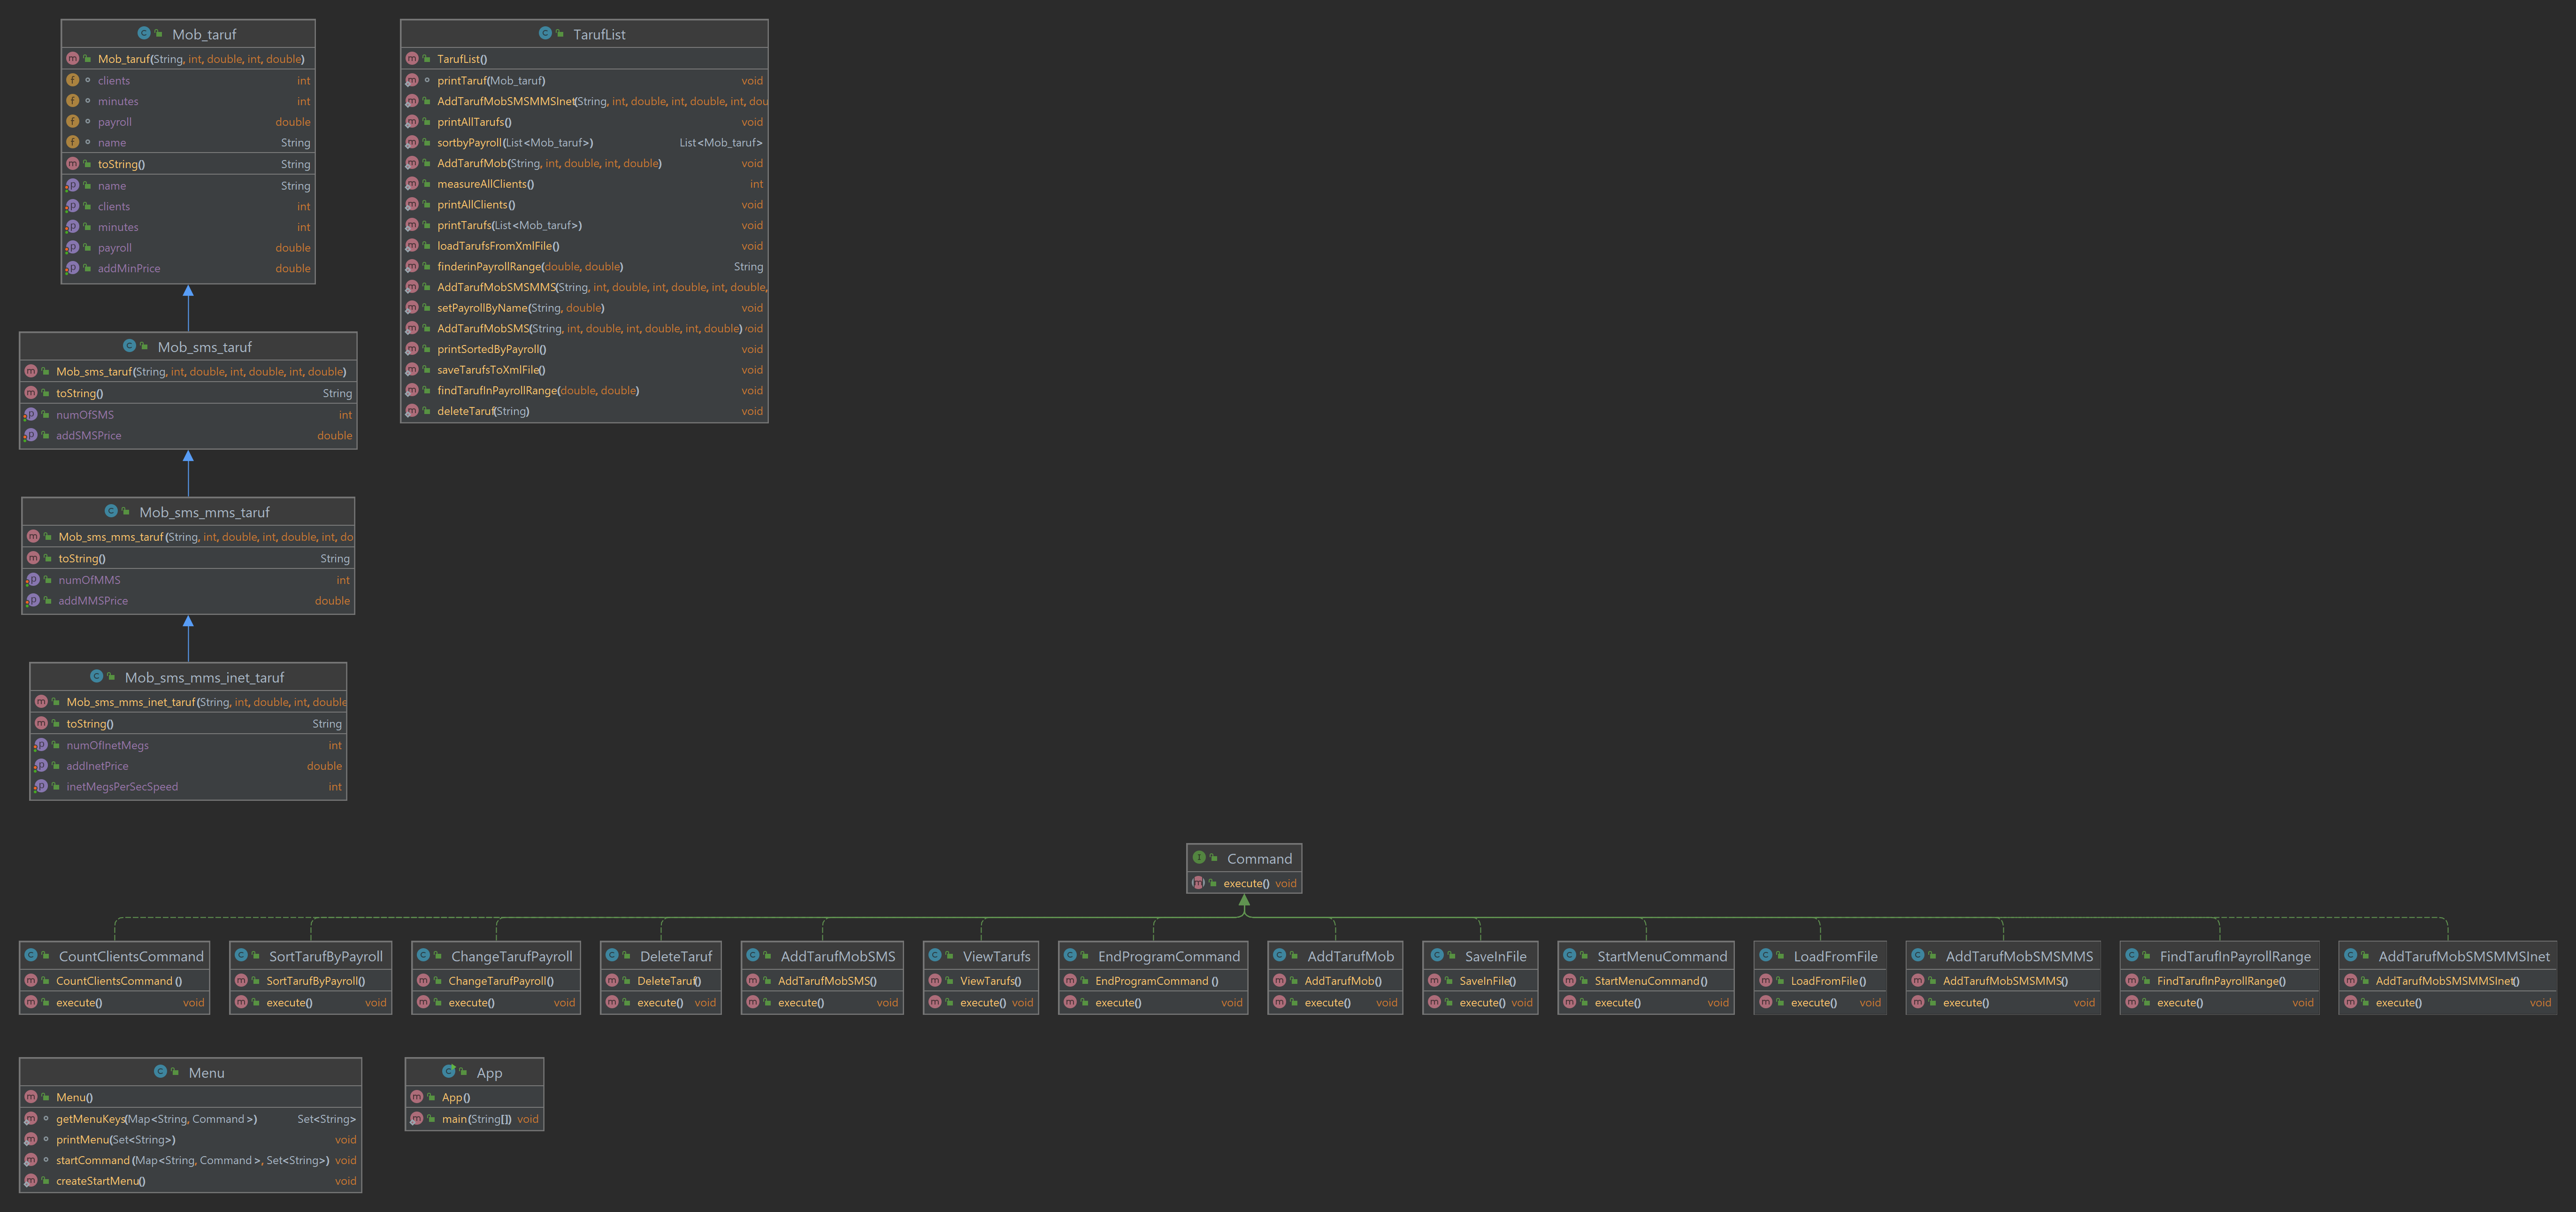 Mob_taruf
Mob_taruf(String, int, double, int, double)
clients int
minutes int
payroll double
name String
toString() String
name String
clients int
minutes int
payroll double
addMinPrice double
TarufList
TarufList()
printTaruf(Mob_taruf) void
AddTarufMobSMSMMSInet(String, int, double, int, double, int, dou
printAllTarufs() void
sortbyPayroll(List<Mob_taruf>) List<Mob_taruf>
AddTarufMob(String, int, double, int, double) void
measureAllClients() int
printAllClients() void
printTarufs(List<Mob_taruf>) void
loadTarufsFromXmlFile() void
finderinPayrollRange(double, double) String
AddTarufMobSMSMMS(String, int, double, int, double, int, double,
setPayrollByName(String, double) void
AddTarufMobSMS(String, int, double, int, double, int, double) void
printSortedByPayroll() void
saveTarufsToXmlFile() void
findTarufInPayrollRange(double, double) void
deleteTaruf(String) void
Mob_sms_taruf
Mob_sms_taruf(String, int, double, int, double, int, double)
toString() String
numOfSMS int
addSMSPrice double
Mob_sms_mms_taruf
Mob_sms_mms_taruf(String, int, double, int, double, int, do
toString() String
numOfMMS int
addMMSPrice double
Mob_sms_mms_inet_taruf
Mob_sms_mms_inet_taruf(String, int, double, int, double
toString() String
numOfInetMegs int
addInetPrice double
inetMegsPerSecSpeed int
Command
execute() void
CountClientsCommand
CountClientsCommand ()
execute() void
SortTarufByPayroll
SortTarufByPayroll()
execute() void
ChangeTarufPayroll
ChangeTarufPayroll()
execute() void
DeleteTaruf
DeleteTaruf()
execute() void
AddTarufMobSMS
AddTarufMobSMS()
execute() void
ViewTarufs
ViewTarufs()
execute() void
EndProgramCommand
EndProgramCommand ()
execute() void
AddTarufMob
AddTarufMob()
execute() void
SaveInFile
SaveInFile()
execute() void
StartMenuCommand
StartMenuCommand()
execute() void
LoadFromFile
LoadFromFile()
execute() void
AddTarufMobSMSMMS
AddTarufMobSMSMMS()
execute() void
FindTarufInPayrollRange
FindTarufInPayrollRange()
execute() void
AddTarufMobSMSMMSInet
AddTarufMobSMSMMSInet()
execute() void
Menu
Menu()
getMenuKeys(Map<String, Command >) Set<String>
printMenu(Set<String>) void
startCommand (Map<String, Command >, Set<String>) void
createStartMenu() void
App
App()
main(String[]) void